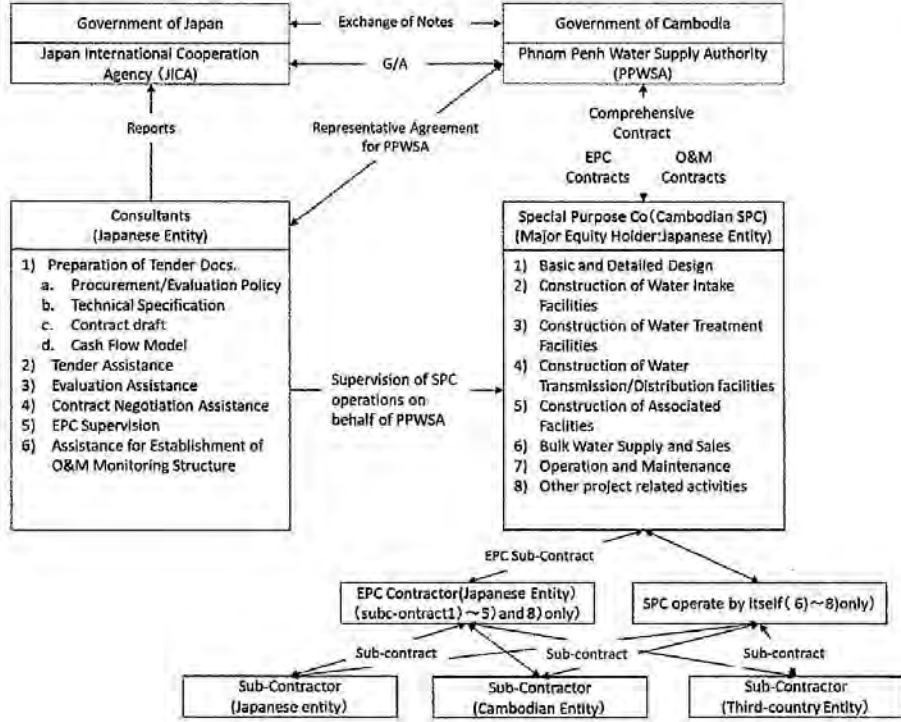 Government of Japan
Exchange of Notes
Government of Cambodia
Japan International Cooperation
Agency (JICA)
G/A
Phnom Penh Water Supply Authority
(PPWSA)
Reports
Representative Agreement
for PPWSA
Comprehensive
Contract
EPC
Contracts
O&M
Contracts
Consultants
(Japanese Entity)
1) Preparation of Tender Docs.
a. Procurement/Evaluation Policy
b. Technical Specification
c. Contract draft
d. Cash Flow Model
2) Tender Assistance
3) Evaluation Assistance
4) Contract Negotiation Assistance
5) EPC Supervision
6) Assistance for Establishment of
O&M Monitoring Structure
Supervision of SPC
operations on
behalf of PPWSA
Special Purpose Co(Cambodian SPC)
(Major Equity Holder:Japanese Entity)
1) Basic and Detailed Design
2) Construction of Water Intake
Facilities
3) Construction of Water Treatment
Facilities
4) Construction of Water
Transmission/Distribution facilities
5) Construction of Associated
Facilities
6) Bulk Water Supply and Sales
7) Operation and Maintenance
8) Other project related activities
EPC Sub-Contract
EPC Contractor(Japanese Entity)
(subc-ontract1)~5) and 8)only)
SPC operate by itself( 6)~8)only)
Sub-contract
Sub-contract
Sub-contract
Sub-Contractor
(Japanese entity)
Sub-Contractor
(Cambodian Entity)
Sub-Contractor
(Third-country Entity)